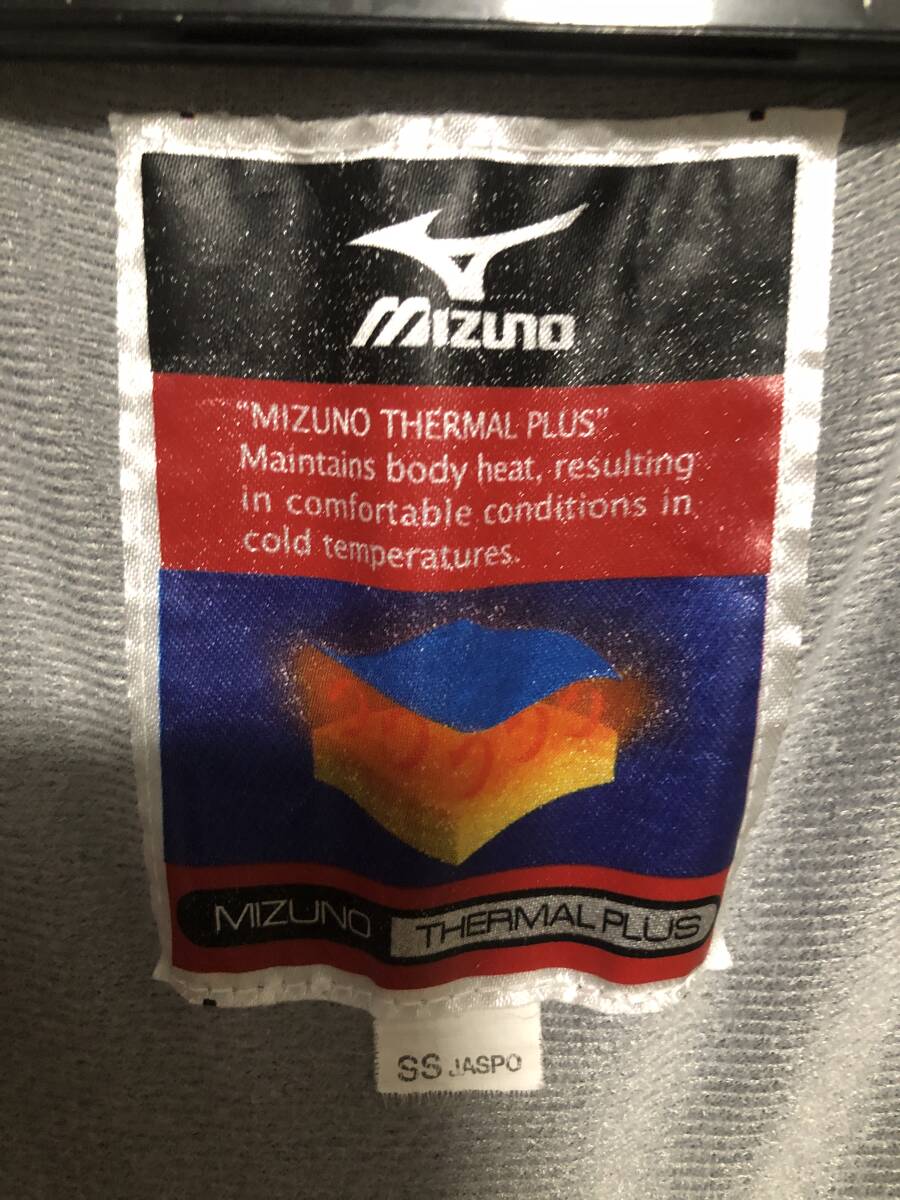 MIZUNO
"MIZUNO THERMAL PLUS"
Maintains body heat, resulting
in comfortable conditions in
cold temperatures.
MIZUNO THERMAL PLUS
SS JASPO